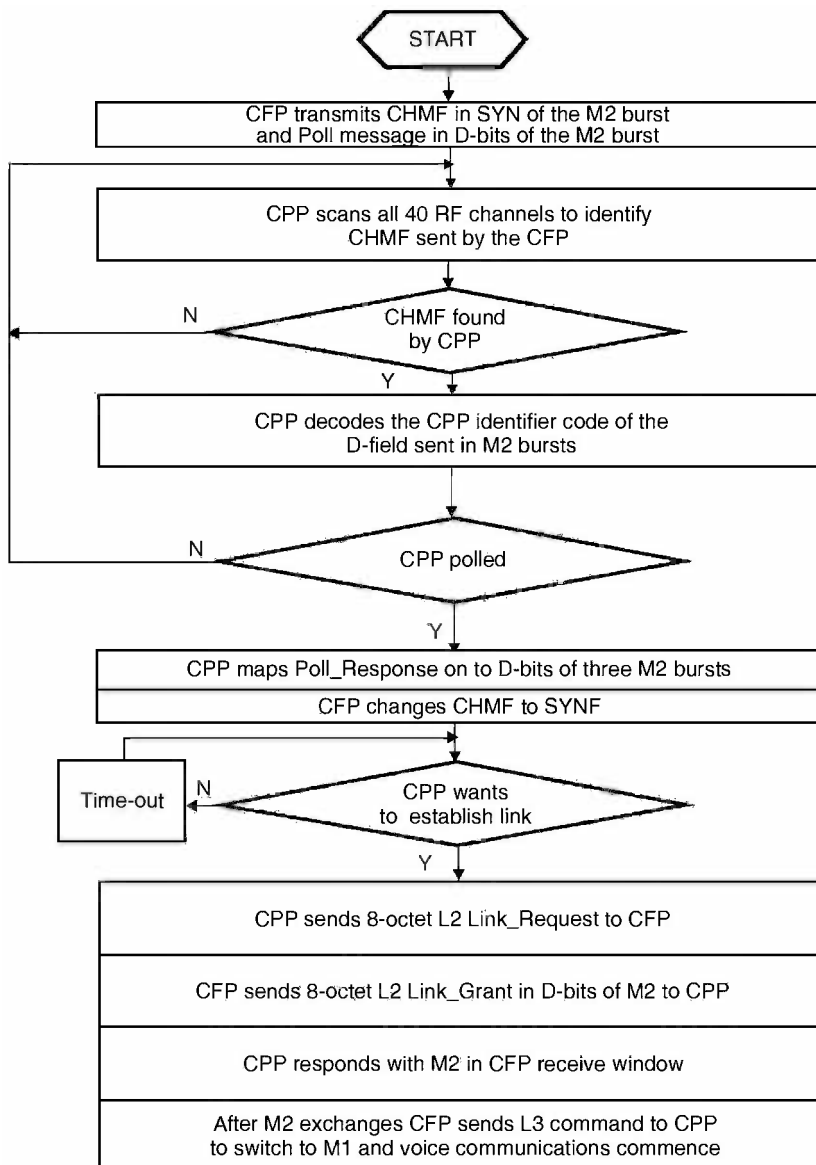 START
CFP transmits CHMF in SYN of the M2 burst
and Poll message in D-bits of the M2 burst
CPP scans all 40 RF channels to identify
CHMF sent by the CFP
N
CHMF found
by CPP
Y
CPP decodes the CPP identifier code of the
D-field sent in M2 bursts
N
CPP polled
Y
CPP maps Poll_Response on to D-bits of three M2 bursts
CFP changes CHMF to SYNF
Time-out
N
CPP wants
to establish link
Y
CPP sends 8-octet L2 Link_Request to CFP
CFP sends 8-octet L2 Link_Grant in D-bits of M2 to CPP
CPP responds with M2 in CFP receive window
After M2 exchanges CFP sends L3 command to CPP
to switch to M1 and voice communications commence